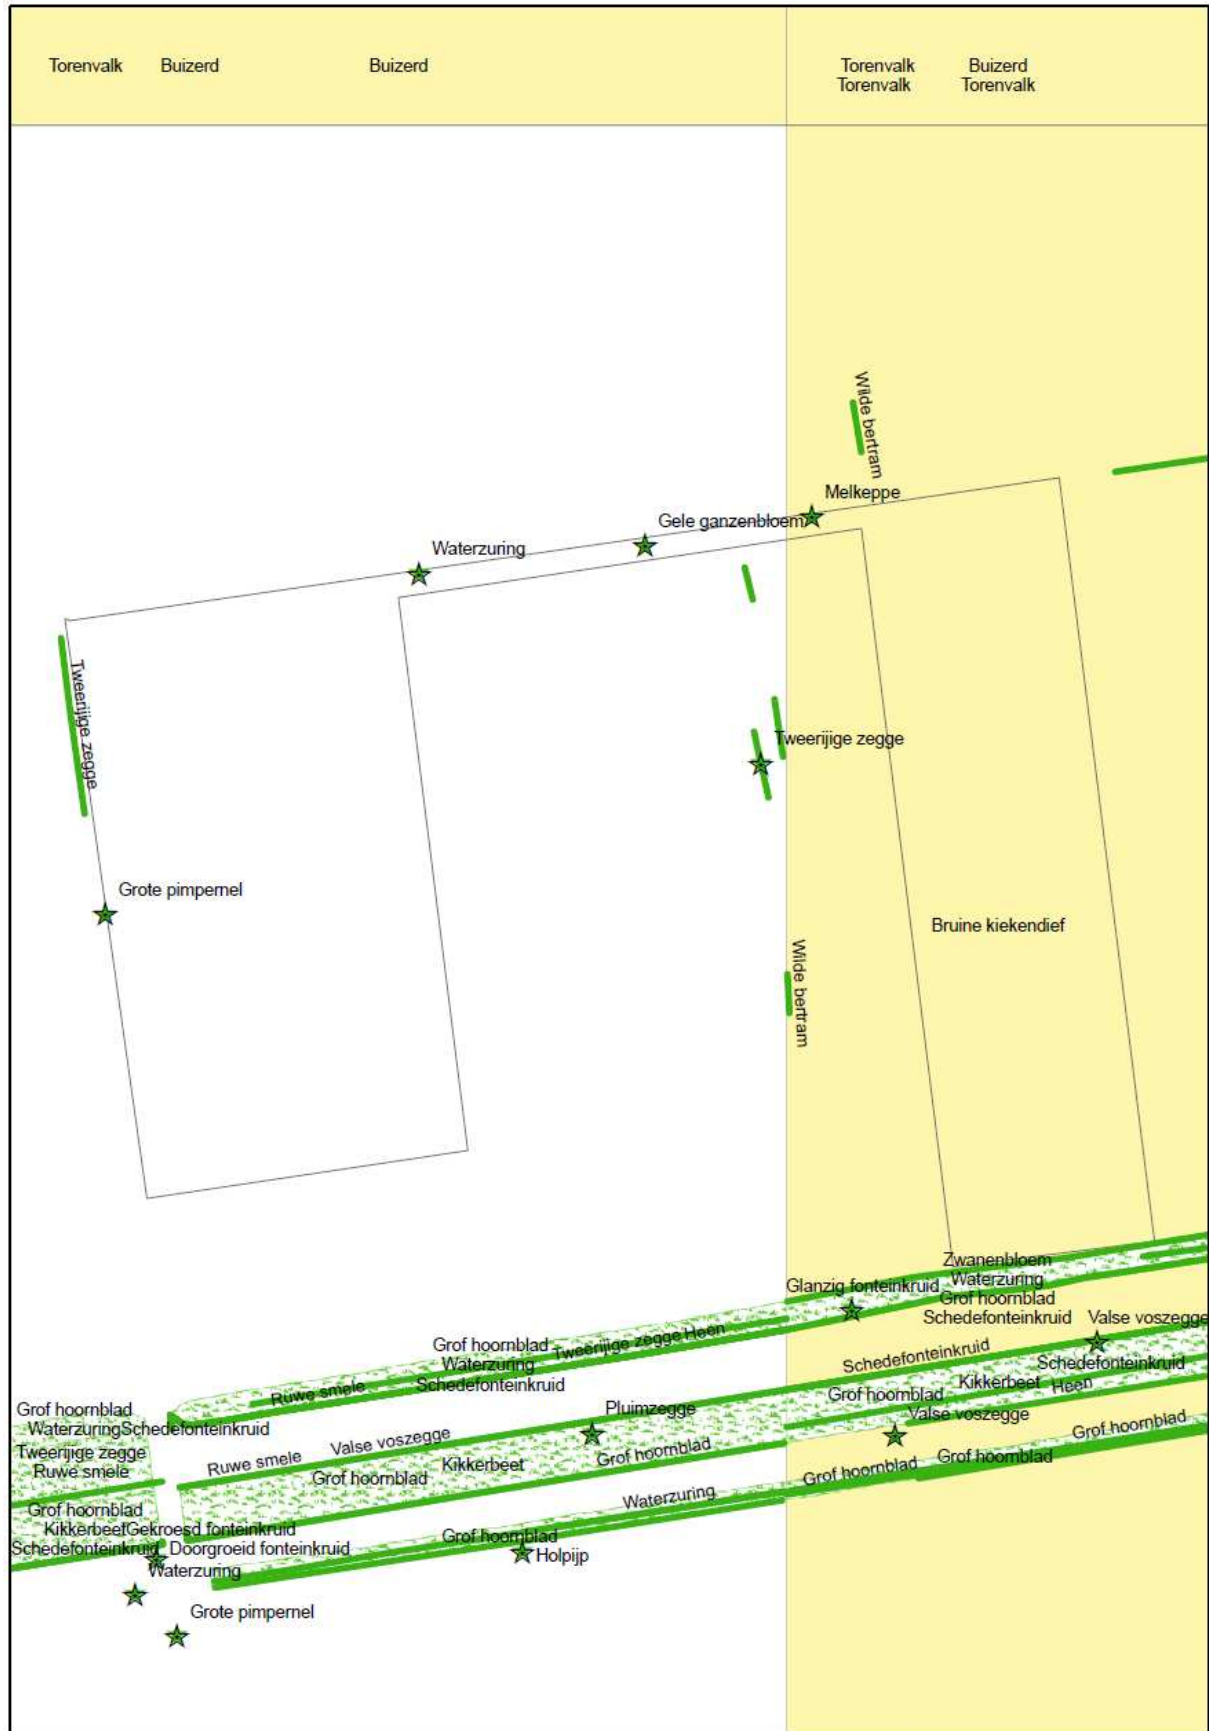 Torenvalk
Buizerd
Buizerd
Torenvalk
Torenvalk
Buizerd
Torenvalk
Wilde bertram
Melkeppe
Gele ganzenbloem
Waterzuring
Tweerijige zegge
Tweerijige zegge
Grote pimpernel
Bruine kiekendief
Wilde bertram
Zwanenbloem
Glanzig fonteinkruid
Waterzuring
Grof hoornblad
Schedefonteinkruid
Valse voszegge
Grof hoornblad
Tweerijige zegge
Heen
Waterzuring
Schedefonteinkruid
Ruwe smele
Schedefonteinkruid
Schedefonteinkruid
Kikkerbeet
Heen
Grof hoornblad
Valse voszegge
Pluimzegge
Grof hoornblad
Waterzuring
Schedefonteinkruid
Tweerijige zegge
Ruwe smele
Ruwe smele
Valse voszegge
Grof hoornblad
Kikkerbeet
Grof hoornblad
Grof hoornblad
Grof hoornblad
Grof hoornblad
Waterzuring
Grof hoornblad
Kikkerbeet
Gekroesd fonteinkruid
Schedefonteinkruid
Doorgroeid fonteinkruid
Grof hoornblad
Holpijp
Waterzuring
Grote pimpernel